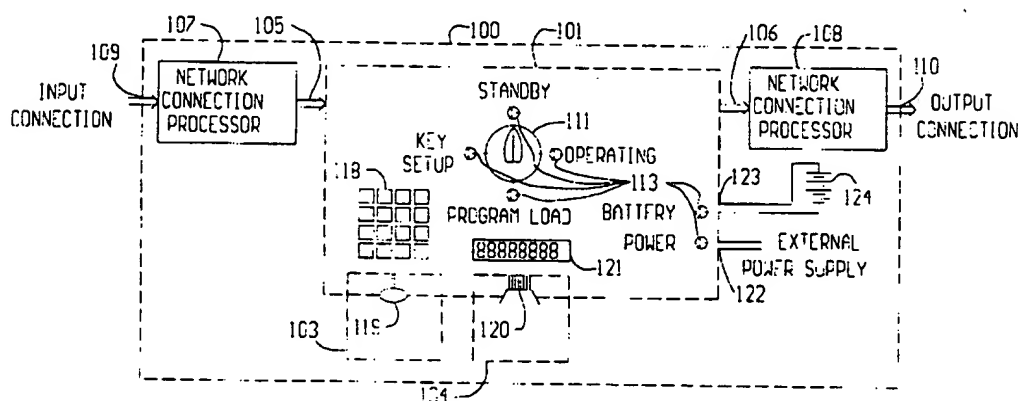 107
105
100
101
106
108
109
110
INPUT
CONNECTION
NETWORK
CONNECTION
PROCESSOR
STANDBY
111
KEY
SETUP
OPERATING
NETWORK
CONNECTION
PROCESSOR
OUTPUT
CONNECTION
118
113
123
124
PROGRAM LOAD
BATTERY
POWER
EXTERNAL
POWER SUPPLY
88888888
121
122
103
119
120
104